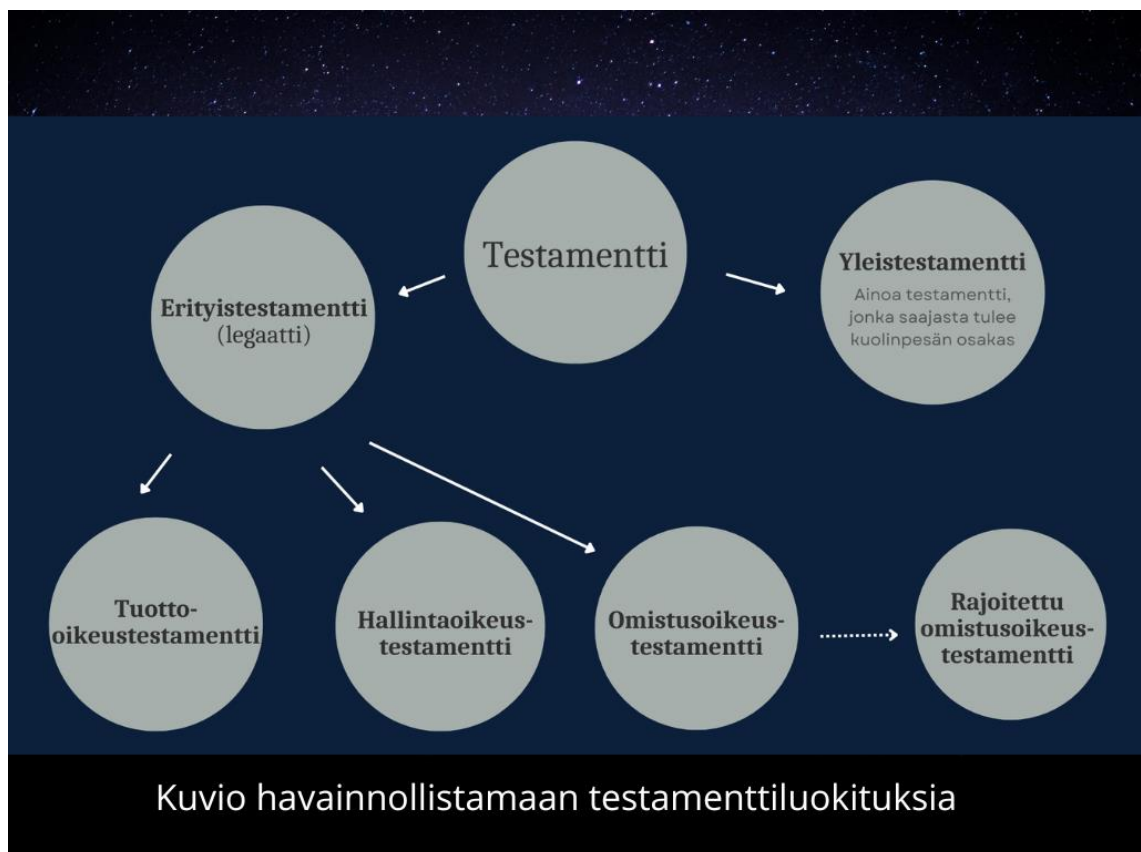 Testamentti
Erityistestamentti
(legaatti)
Yleistestamentti
Ainoa testamentti,
jonka saajasta tulee
kuolinpesän osakas
Tuotto-
oikeustestamentti
Hallintaoikeus-
testamentti
Omistusoikeus-
testamentti
Rajoitettu
omistusoikeus-
testamentti
Kuvio havainnollistamaan testamenttiluokituksia